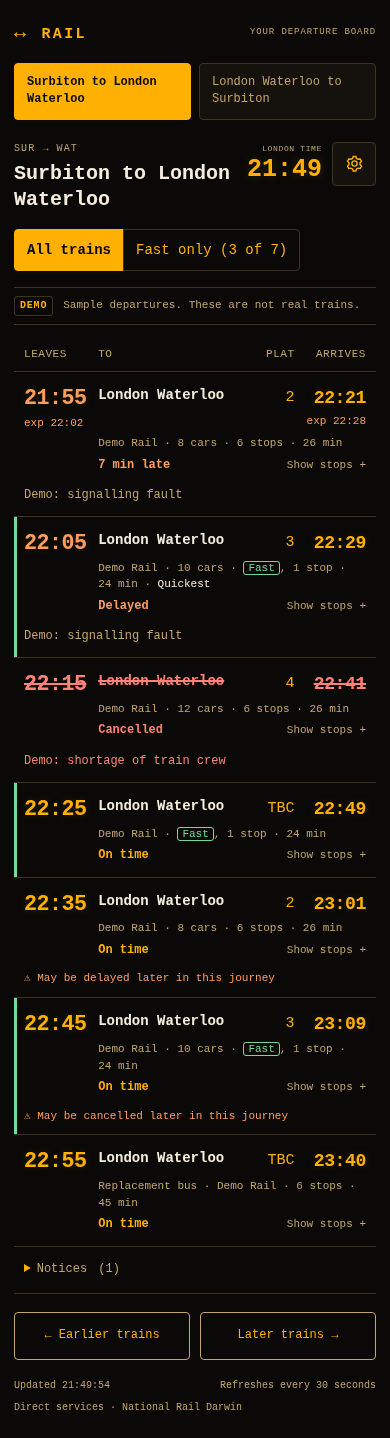 ↔ RAIL
YOUR DEPARTURE BOARD
Surbiton to London
Waterloo
London Waterloo to
Surbiton
SUR → WAT
Surbiton to London
Waterloo
LONDON TIME
21:49
All trains
Fast only (3 of 7)
DEMO Sample departures. These are not real trains.
LEAVES TO PLAT ARRIVES
21:55 London Waterloo 2 22:21
exp 22:02 exp 22:28
Demo Rail · 8 cars · 6 stops · 26 min
7 min late Show stops +
Demo: signalling fault
22:05 London Waterloo 3 22:29
Demo Rail · 10 cars · Fast, 1 stop ·
24 min · Quickest
Delayed Show stops +
Demo: signalling fault
22:15 London Waterloo 4 22:41
Demo Rail · 12 cars · 6 stops · 26 min
Cancelled Show stops +
Demo: shortage of train crew
22:25 London Waterloo TBC 22:49
Demo Rail · Fast, 1 stop · 24 min
On time Show stops +
22:35 London Waterloo 2 23:01
Demo Rail · 8 cars · 6 stops · 26 min
On time Show stops +
⚠ May be delayed later in this journey
22:45 London Waterloo 3 23:09
Demo Rail · 10 cars · Fast, 1 stop ·
24 min
On time Show stops +
⚠ May be cancelled later in this journey
22:55 London Waterloo TBC 23:40
Replacement bus · Demo Rail · 6 stops ·
45 min
On time Show stops +
▶ Notices (1)
← Earlier trains
Later trains →
Updated 21:49:54 Refreshes every 30 seconds
Direct services · National Rail Darwin